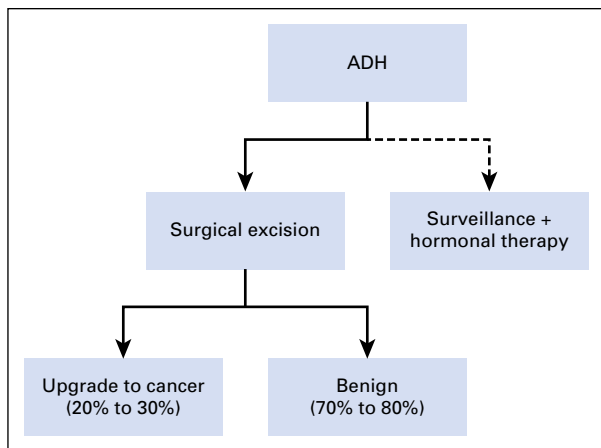 ADH
Surgical excision
Surveillance +
hormonal therapy
Upgrade to cancer
(20% to 30%)
Benign
(70% to 80%)